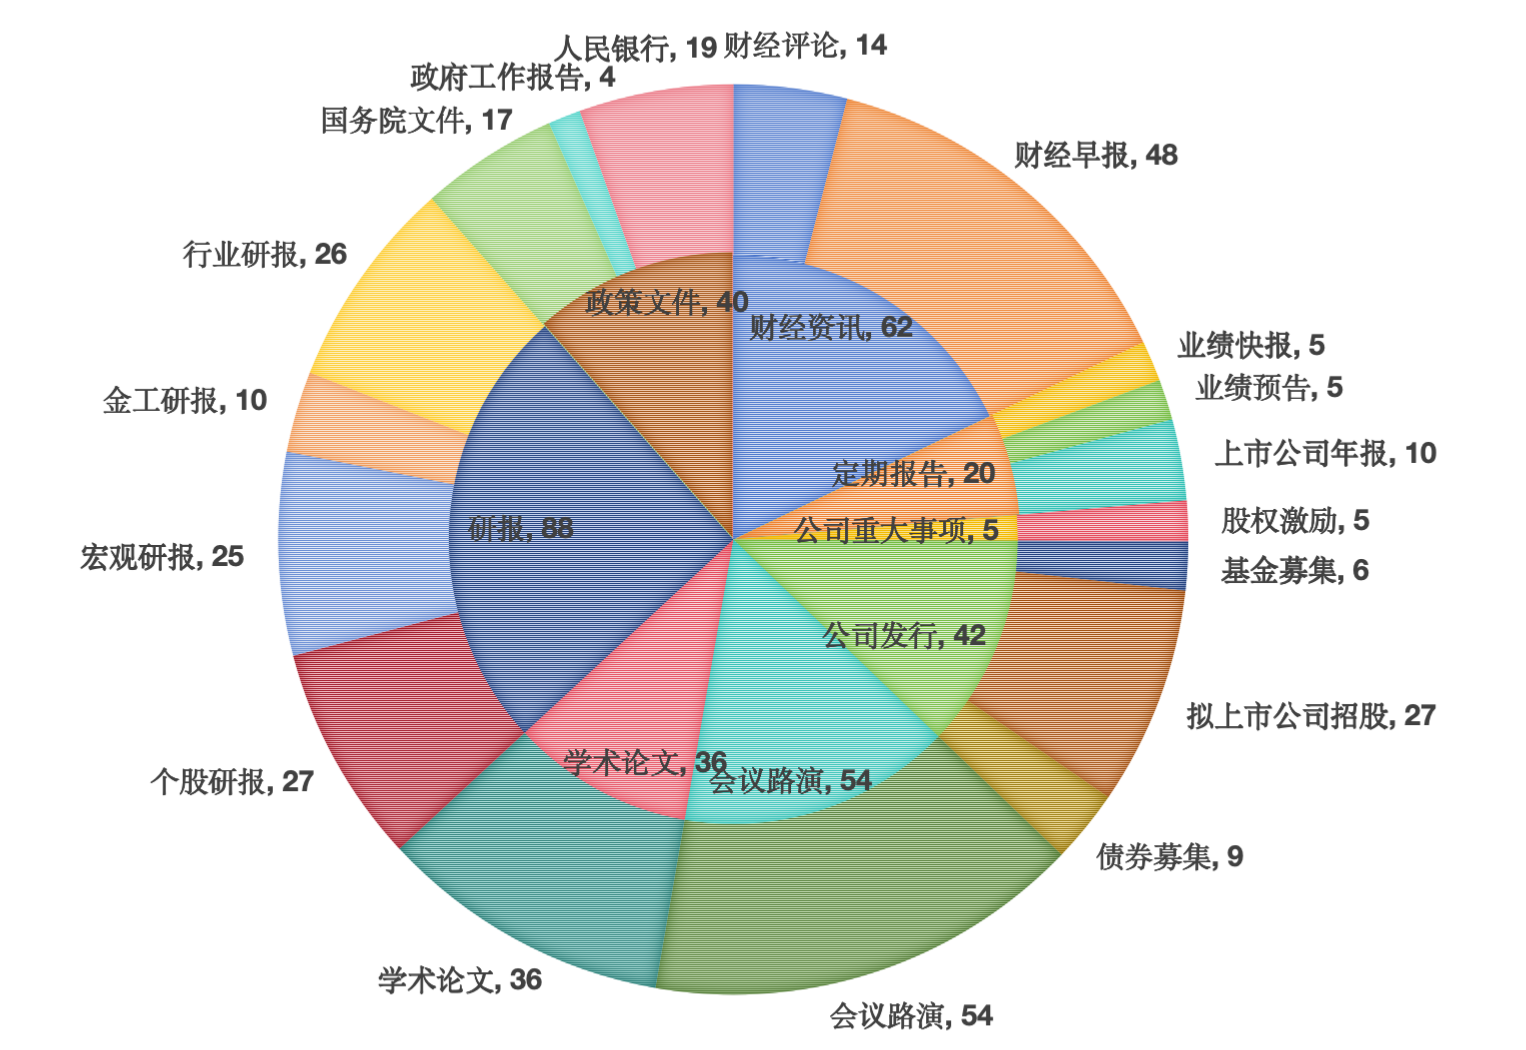 人民银行, 19
财经评论, 14
政府工作报告, 4
国务院文件, 17
财经早报, 48
行业研报, 26
政策文件, 40
财经资讯, 62
业绩快报, 5
业绩预告, 5
金工研报, 10
上市公司年报, 10
定期报告, 20
股权激励, 5
研报, 88
公司重大事项, 5
宏观研报, 25
基金募集, 6
公司发行, 42
拟上市公司招股, 27
学术论文, 36
会议路演, 54
个股研报, 27
债券募集, 9
学术论文, 36
会议路演, 54